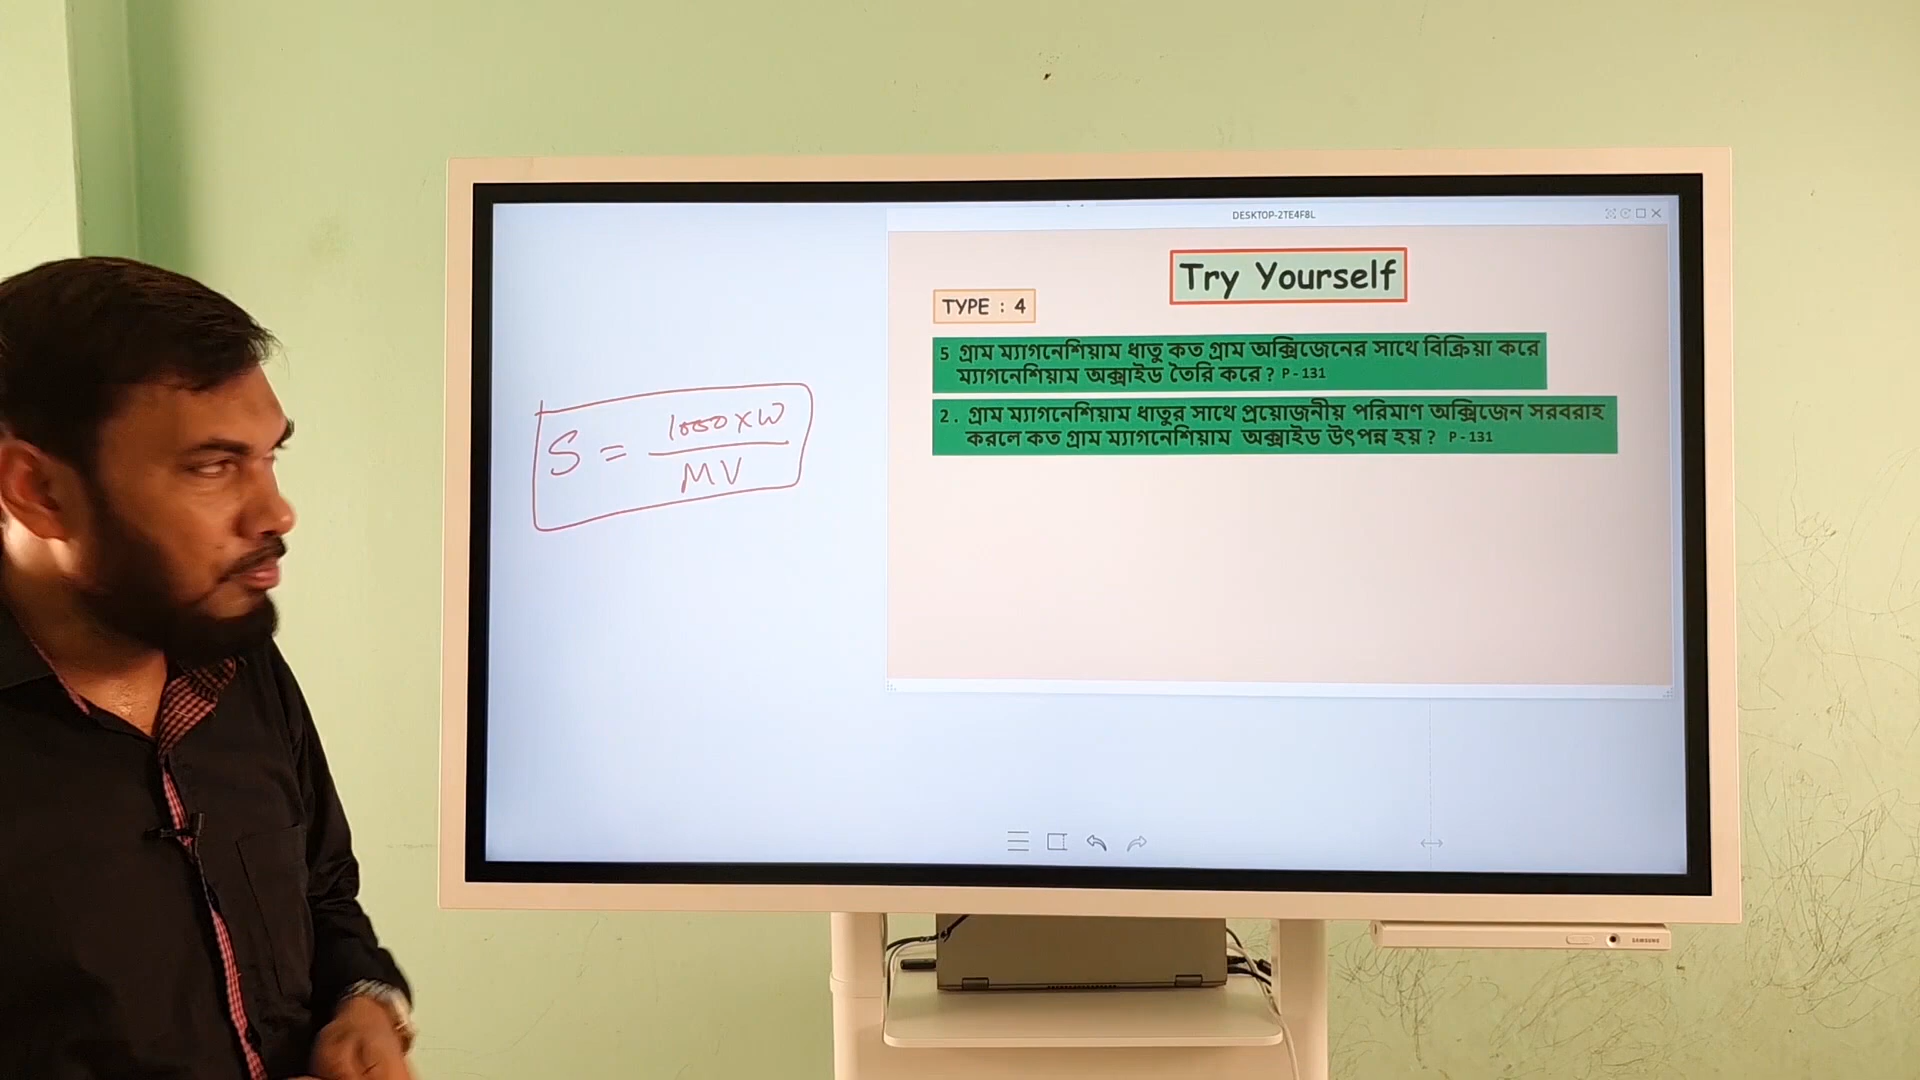 DESKTOP-2TE4F8L
Try Yourself
TYPE : 4
5 গ্রাম ম্যাগনেশিয়াম ধাতু কত গ্রাম অক্সিজেনের সাথে বিক্রিয়া করে
ম্যাগনেশিয়াম অক্সাইড তৈরি করে ? P - 131
2 . গ্রাম ম্যাগনেশিয়াম ধাতুর সাথে প্রয়োজনীয় পরিমাণ অক্সিজেন সরবরাহ
করলে কত গ্রাম ম্যাগনেশিয়াম অক্সাইড উৎপন্ন হয় ? P - 131
S = 1000 × W
MV
SAMSUNG